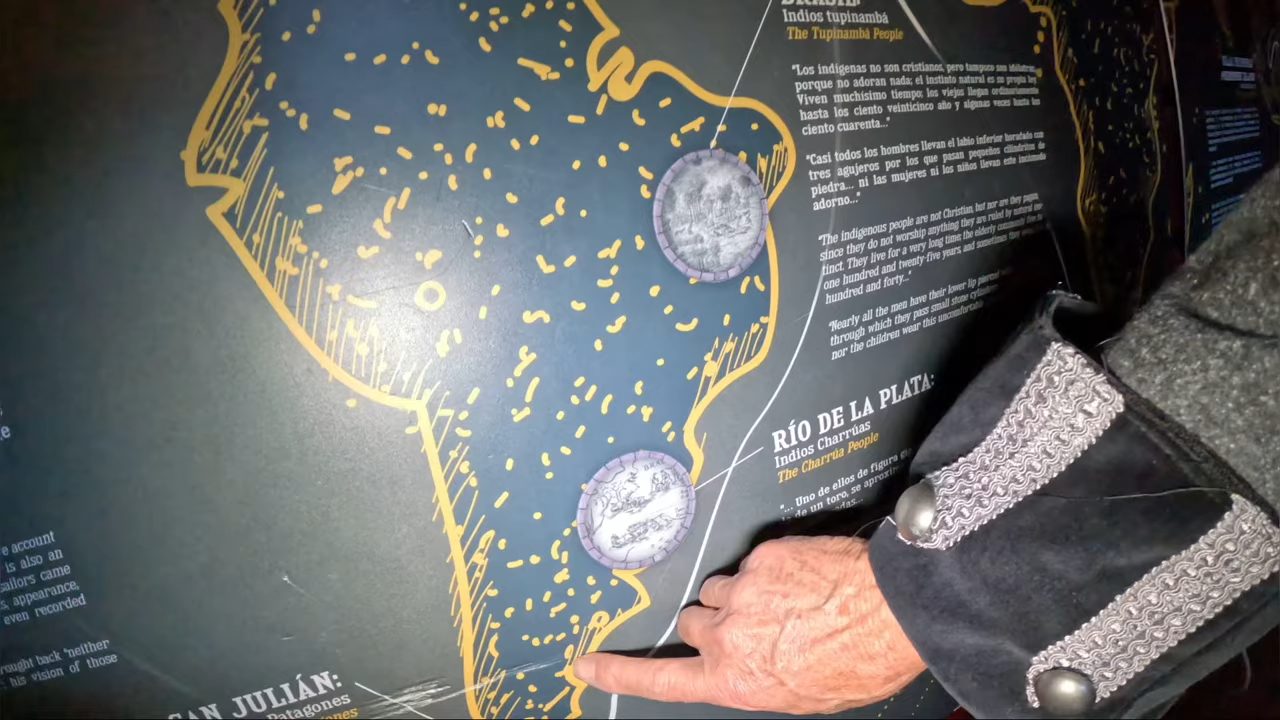 BRASIL:
Indios tupinambá
The Tupinambá People
"Los indígenas no son cristianos, pero tampoco son idólatras,
porque no adoran nada; el instinto natural es su propia ley.
Viven muchísimo tiempo; los viejos llegan ordinariamente
hasta los ciento veinticinco año y algunas veces hasta los
ciento cuarenta..."
"Casi todos los hombres llevan el labio inferior horadado con
tres agujeros por los que pasan pequeños cilindritos de
piedra... ni las mujeres ni los niños llevan este incómodo
adorno..."
"The indigenous people are not Christian, but nor are they pagan,
since they do not worship anything they are ruled by natural ins-
tinct. They live for a very long time; the elderly commonly live to
one hundred and twenty-five years, and sometimes
hundred and forty..."
"Nearly all the men have their lower lip pierced
through which they pass small stone cylinders
nor the children wear this uncomfortable
RÍO DE LA PLATA:
Indios Charrúas
The Charrúa People
"... Uno de ellos de figura
de un toro, se aproxim
adas...
e account
is also an
sailors came
s, appearance,
even recorded
rought back "neither
his vision of those
SAN JULIÁN:
Patagones